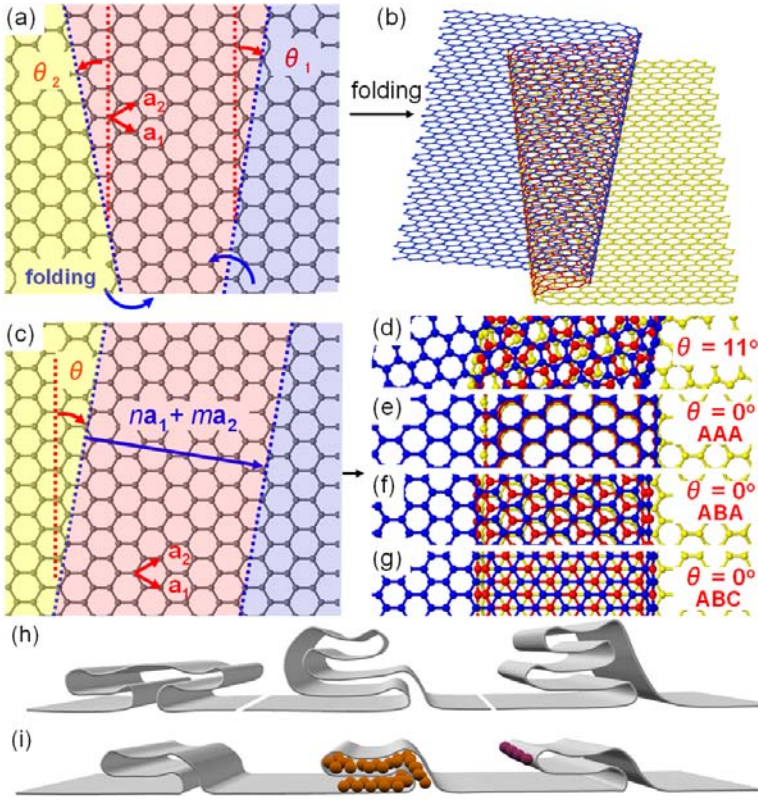 (a)
θ₂
θ₁
a₂
a₁
folding
(b)
folding
(c)
θ
na₁ + ma₂
a₂
a₁
(d)
θ = 11°
(e)
θ = 0°
AAA
(f)
θ = 0°
ABA
(g)
θ = 0°
ABC
(h)
(i)